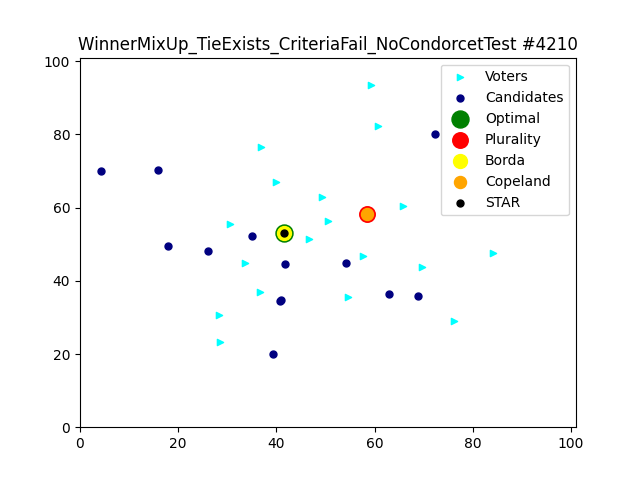 WinnerMixUp_TieExists_CriteriaFail_NoCondorcetTest #4210
100
80
60
40
20
0
0 20 40 60 80 100
Voters
Candidates
Optimal
Plurality
Borda
Copeland
STAR